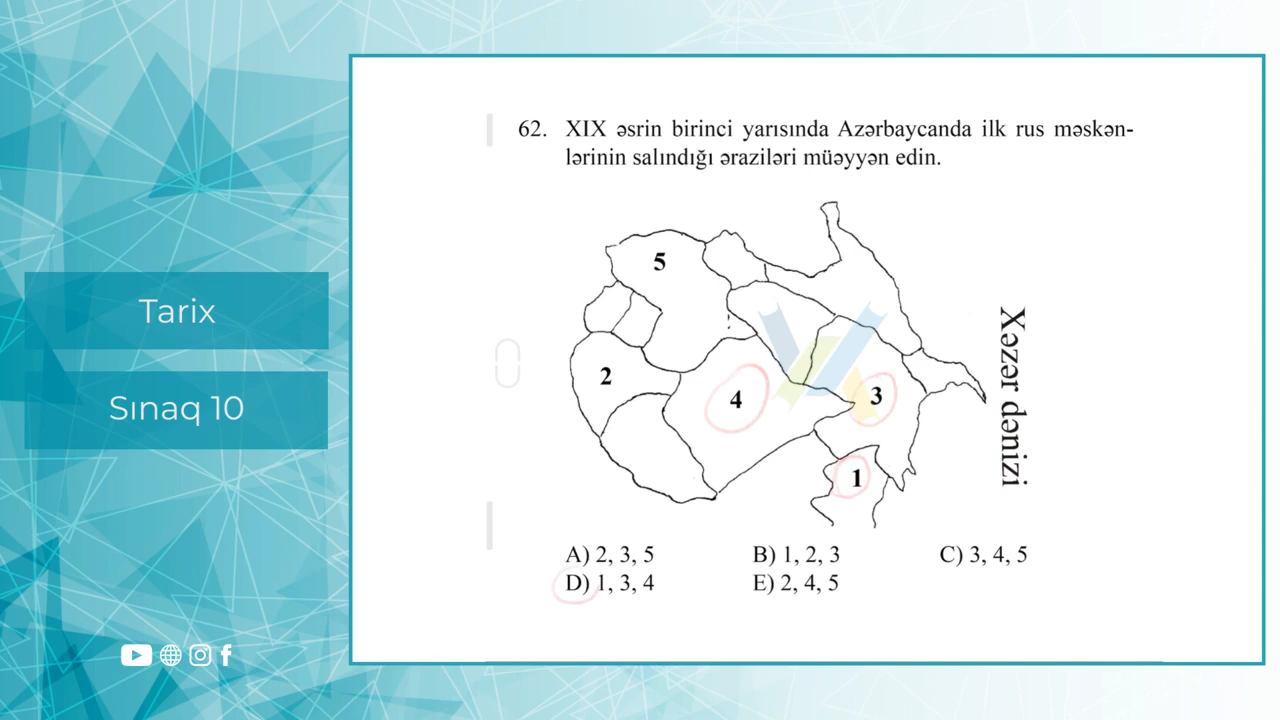 Tarix
Sınaq 10
62. XIX əsrin birinci yarısında Azərbaycanda ilk rus məskən-
lərinin salındığı əraziləri müəyyən edin.
5
2
4
3
1
Xəzər dənizi
A) 2, 3, 5 B) 1, 2, 3 C) 3, 4, 5
D) 1, 3, 4 E) 2, 4, 5